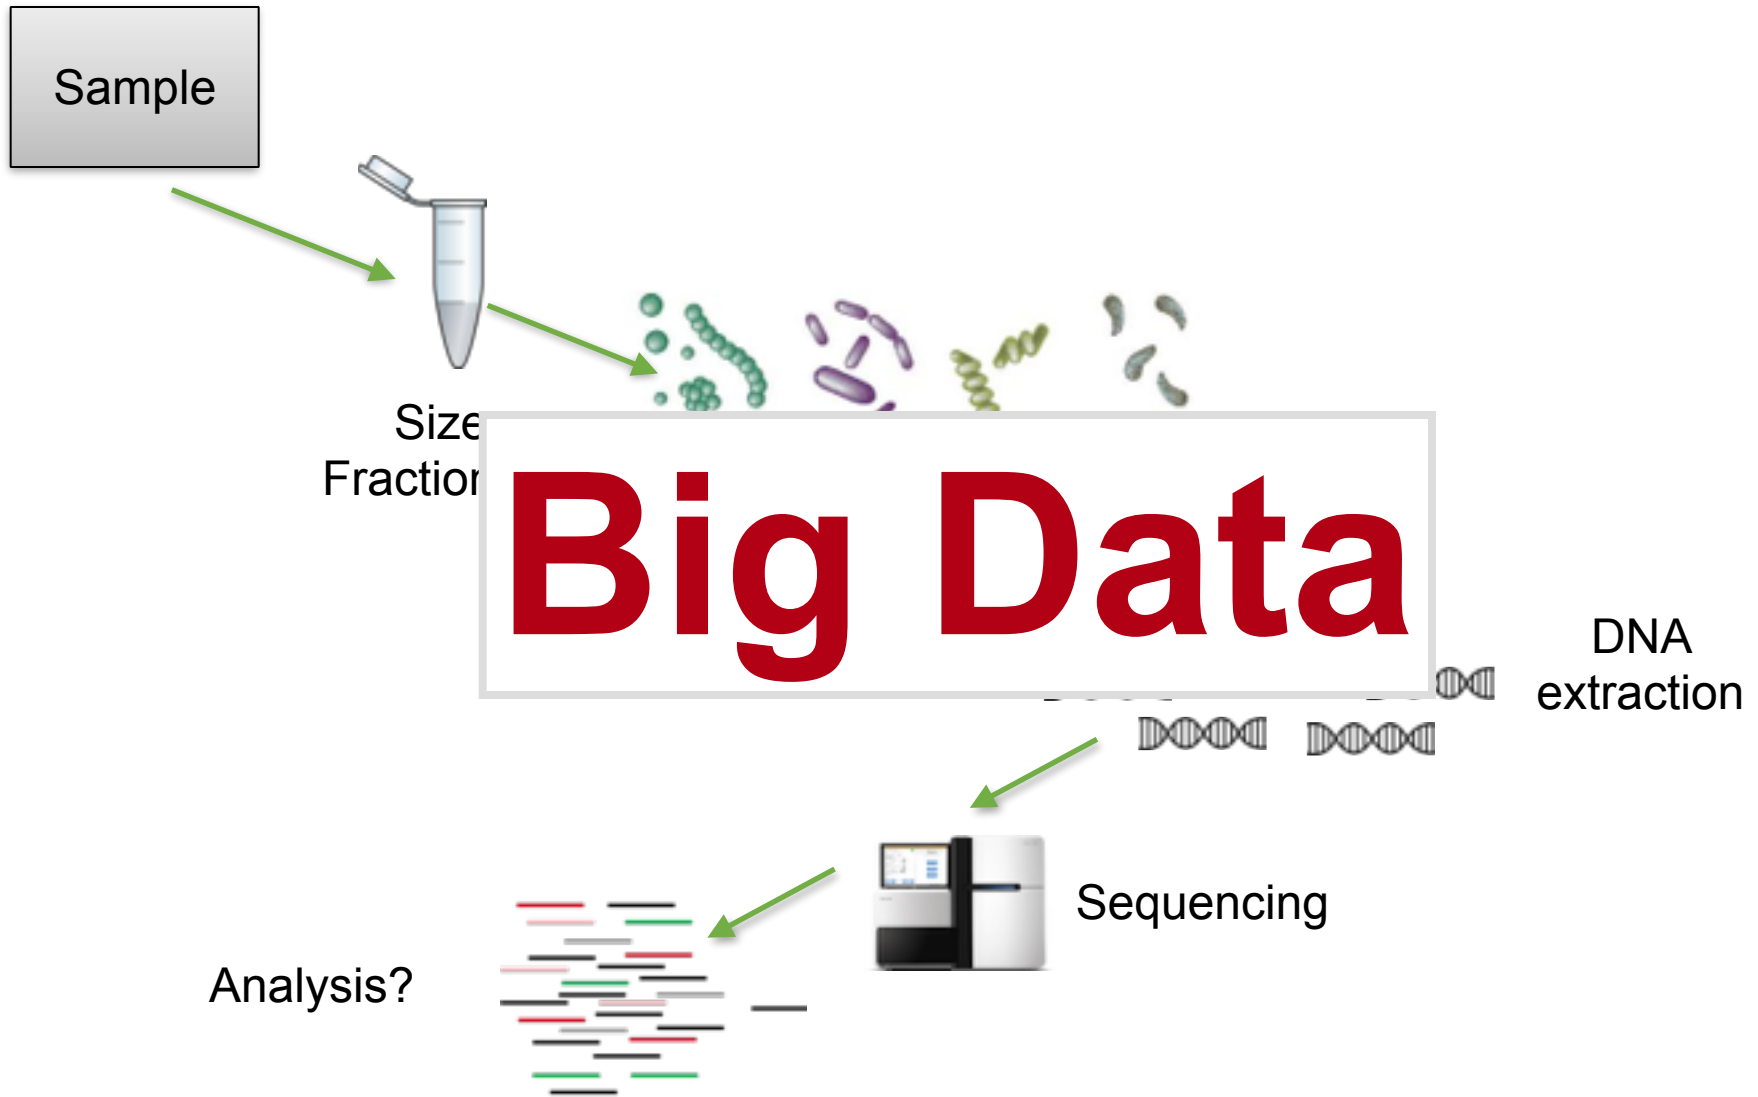 Sample
Size
Fraction
Big Data
DNA
extraction
Sequencing
Analysis?